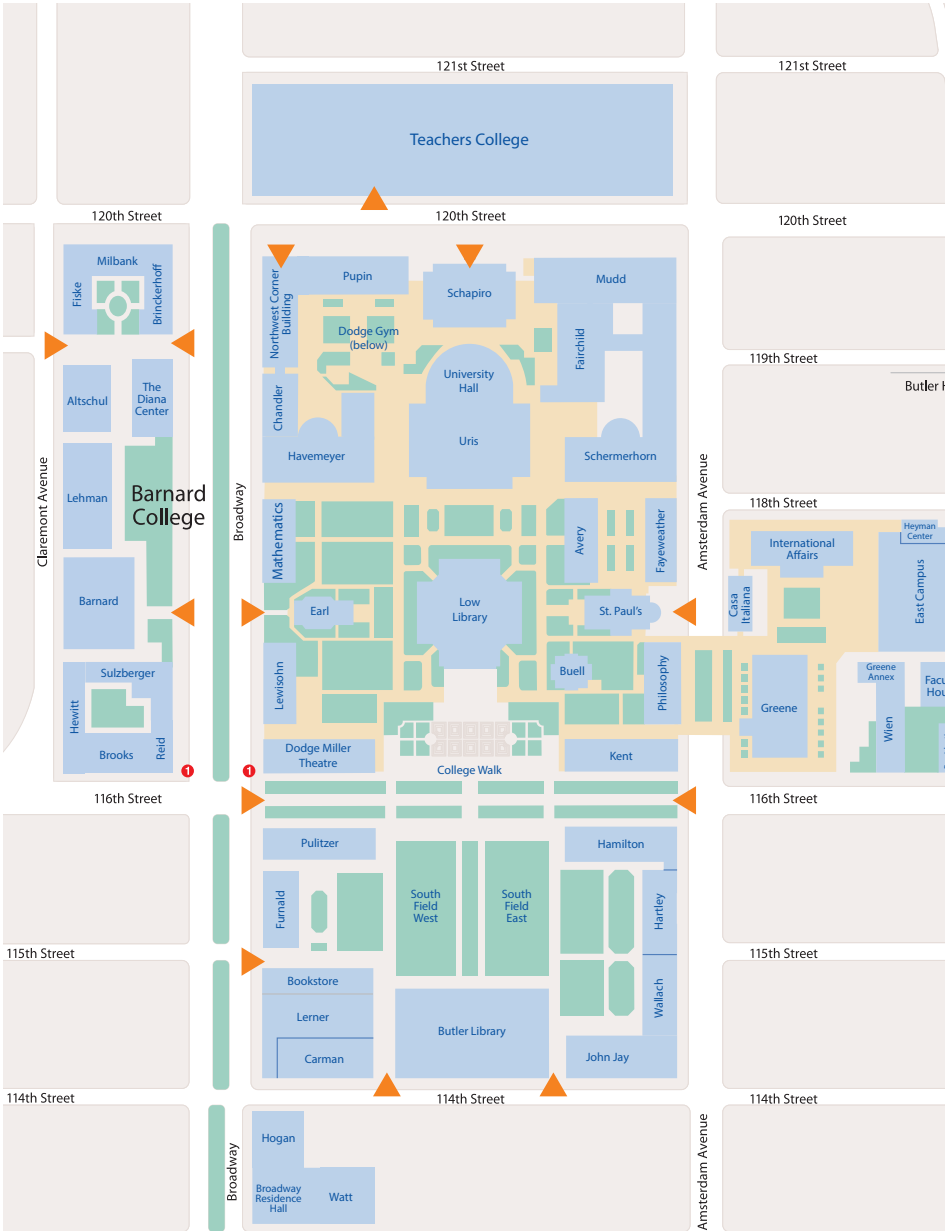 121st Street
121st Street
Teachers College
120th Street
120th Street
120th Street
Milbank
Fiske
Brinckerhoff
Northwest Corner
Building
Pupin
Schapiro
Mudd
Dodge Gym
(below)
Fairchild
119th Street
University
Hall
Butler H
Altschul
The
Diana
Center
Chandler
Uris
Havemeyer
Schermerhorn
Claremont Avenue
Lehman
Barnard
College
Broadway
Amsterdam Avenue
118th Street
Mathematics
Avery
Fayeweather
International
Affairs
Heyman
Center
East Campus
Barnard
Earl
Low
Library
St. Paul's
Casa
Italiana
Sulzberger
Hewitt
Brooks
Reid
Lewisohn
Buell
Philosophy
Greene
Greene
Annex
Wien
Facu
Hou
Dodge Miller
Theatre
Kent
College Walk
1
1
116th Street
116th Street
Pulitzer
Hamilton
Furnald
South
Field
West
South
Field
East
Hartley
115th Street
115th Street
Bookstore
Lerner
Carman
Butler Library
Wallach
John Jay
114th Street
114th Street
114th Street
Hogan
Broadway
Broadway
Residence
Hall
Watt
Amsterdam Avenue